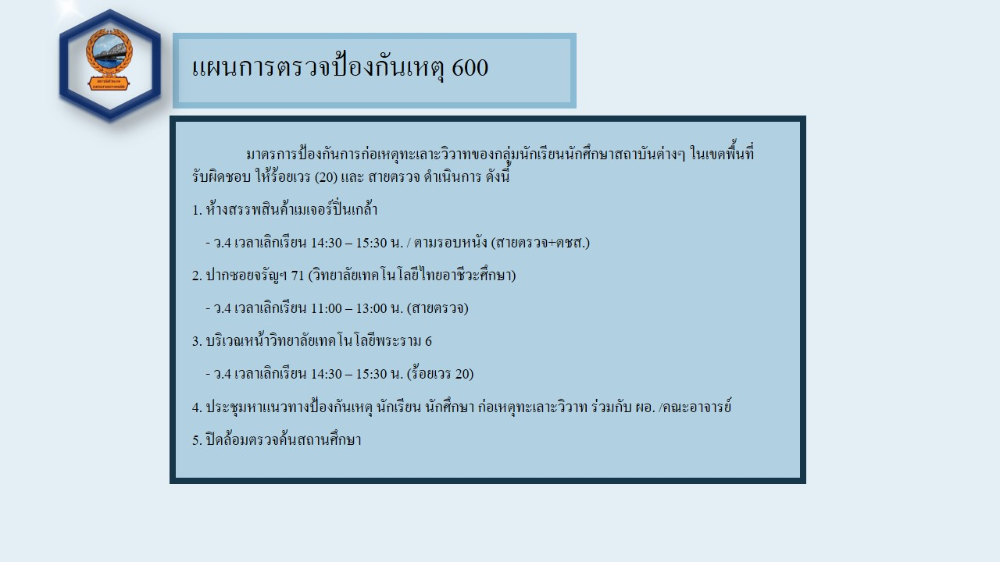 แผนการตรวจป้องกันเหตุ 600
มาตรการป้องกันการก่อเหตุทะเลาะวิวาทของกลุ่มนักเรียนนักศึกษาสถาบันต่างๆ ในเขตพื้นที่
รับผิดชอบ ให้ร้อยเวร (20) และ สายตรวจ ดำเนินการ ดังนี้
1. ห้างสรรพสินค้าเมเจอร์ปิ่นเกล้า
- ว.4 เวลาเลิกเรียน 14:30 – 15:30 น. / ตามรอบหนัง (สายตรวจ+ตชส.)
2. ปากซอยจรัญฯ 71 (วิทยาลัยเทคโนโลยีไทยอาชีวะศึกษา)
- ว.4 เวลาเลิกเรียน 11:00 – 13:00 น. (สายตรวจ)
3. บริเวณหน้าวิทยาลัยเทคโนโลยีพระราม 6
- ว.4 เวลาเลิกเรียน 14:30 – 15:30 น. (ร้อยเวร 20)
4. ประชุมหาแนวทางป้องกันเหตุ นักเรียน นักศึกษา ก่อเหตุทะเลาะวิวาท ร่วมกับ ผอ. /คณะอาจารย์
5. ปิดล้อมตรวจค้นสถานศึกษา